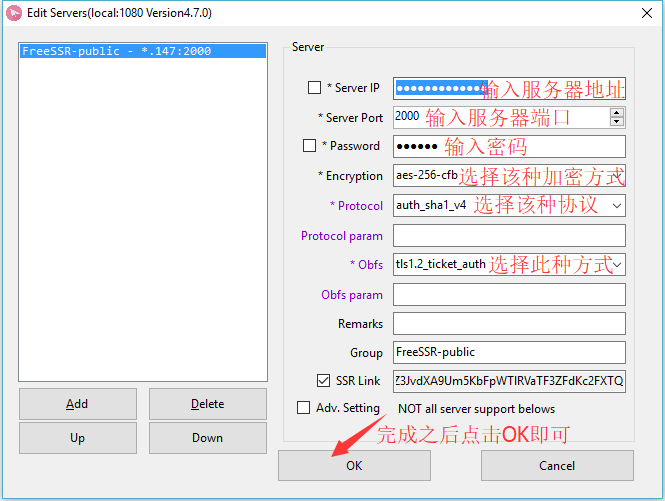 Edit Servers(local:1080 Version4.7.0)
FreeSSR-public - *.147:2000
Server
* Server IP 输入服务器地址
* Server Port 2000 输入服务器端口
* Password ●●●●●● 输入密码
* Encryption aes-256-cfb 选择该种加密方式
* Protocol auth_sha1_v4 选择该种协议
Protocol param
* Obfs tls1.2_ticket_auth 选择此种方式
Obfs param
Remarks
Group FreeSSR-public
SSR Link Z3JvdXA9Um5KbFpWTlRVaTF3ZFdKc2FXTQ
Adv. Setting NOT all server support belows
Add Delete
Up Down
完成之后点击OK即可
OK Cancel